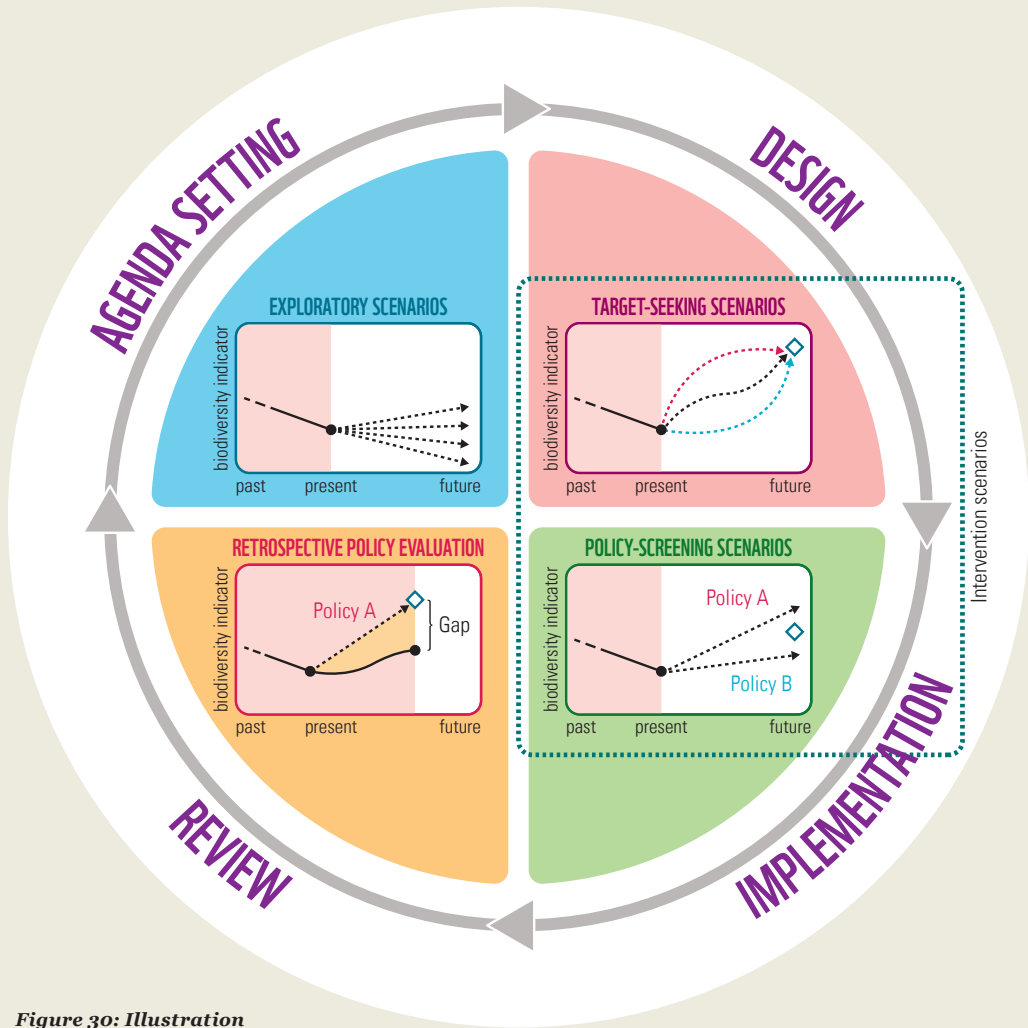 AGENDA SETTING
DESIGN
EXPLORATORY SCENARIOS
biodiversity indicator
past present future
TARGET-SEEKING SCENARIOS
biodiversity indicator
past present future
Intervention scenarios
RETROSPECTIVE POLICY EVALUATION
biodiversity indicator
Policy A
Gap
past present future
POLICY-SCREENING SCENARIOS
biodiversity indicator
Policy A
Policy B
past present future
REVIEW
IMPLEMENTATION
Figure 30: Illustration